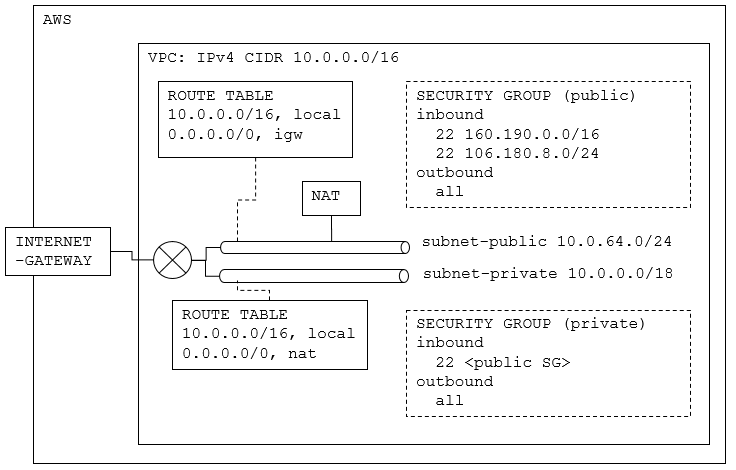 AWS
VPC: IPv4 CIDR 10.0.0.0/16
ROUTE TABLE
10.0.0.0/16, local
0.0.0.0/0, igw
SECURITY GROUP (public)
inbound
22 160.190.0.0/16
22 106.180.8.0/24
outbound
all
NAT
INTERNET
-GATEWAY
subnet-public 10.0.64.0/24
subnet-private 10.0.0.0/18
ROUTE TABLE
10.0.0.0/16, local
0.0.0.0/0, nat
SECURITY GROUP (private)
inbound
22 <public SG>
outbound
all